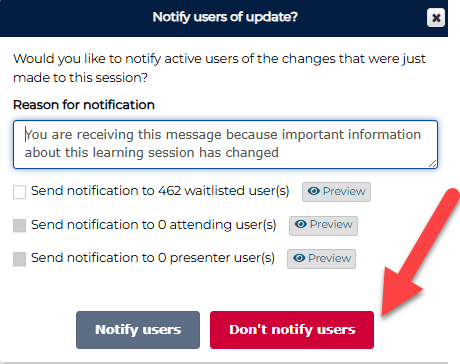 Notify users of update?
Would you like to notify active users of the changes that were just
made to this session?
Reason for notification
You are receiving this message because important information
about this learning session has changed
Send notification to 462 waitlisted user(s) Preview
Send notification to 0 attending user(s) Preview
Send notification to 0 presenter user(s) Preview
Notify users Don't notify users